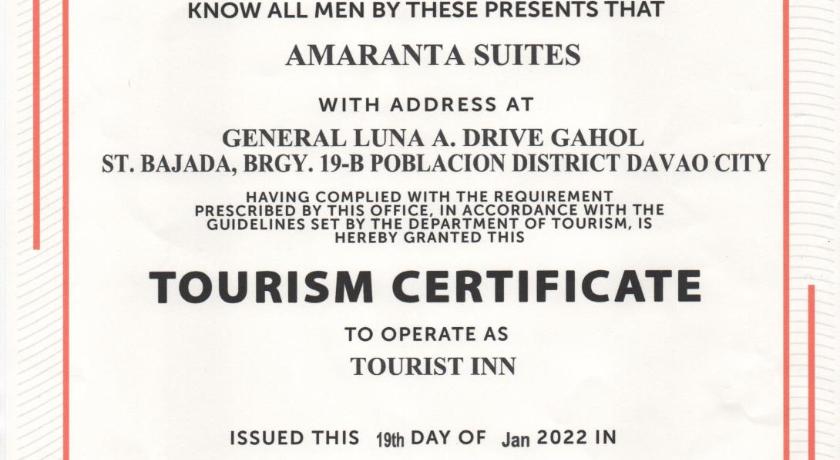 KNOW ALL MEN BY THESE PRESENTS THAT
AMARANTA SUITES
WITH ADDRESS AT
GENERAL LUNA A. DRIVE GAHOL
ST. BAJADA, BRGY. 19-B POBLACION DISTRICT DAVAO CITY
HAVING COMPLIED WITH THE REQUIREMENT
PRESCRIBED BY THIS OFFICE, IN ACCORDANCE WITH THE
GUIDELINES SET BY THE DEPARTMENT OF TOURISM, IS
HEREBY GRANTED THIS
TOURISM CERTIFICATE
TO OPERATE AS
TOURIST INN
ISSUED THIS 19th DAY OF Jan 2022 IN